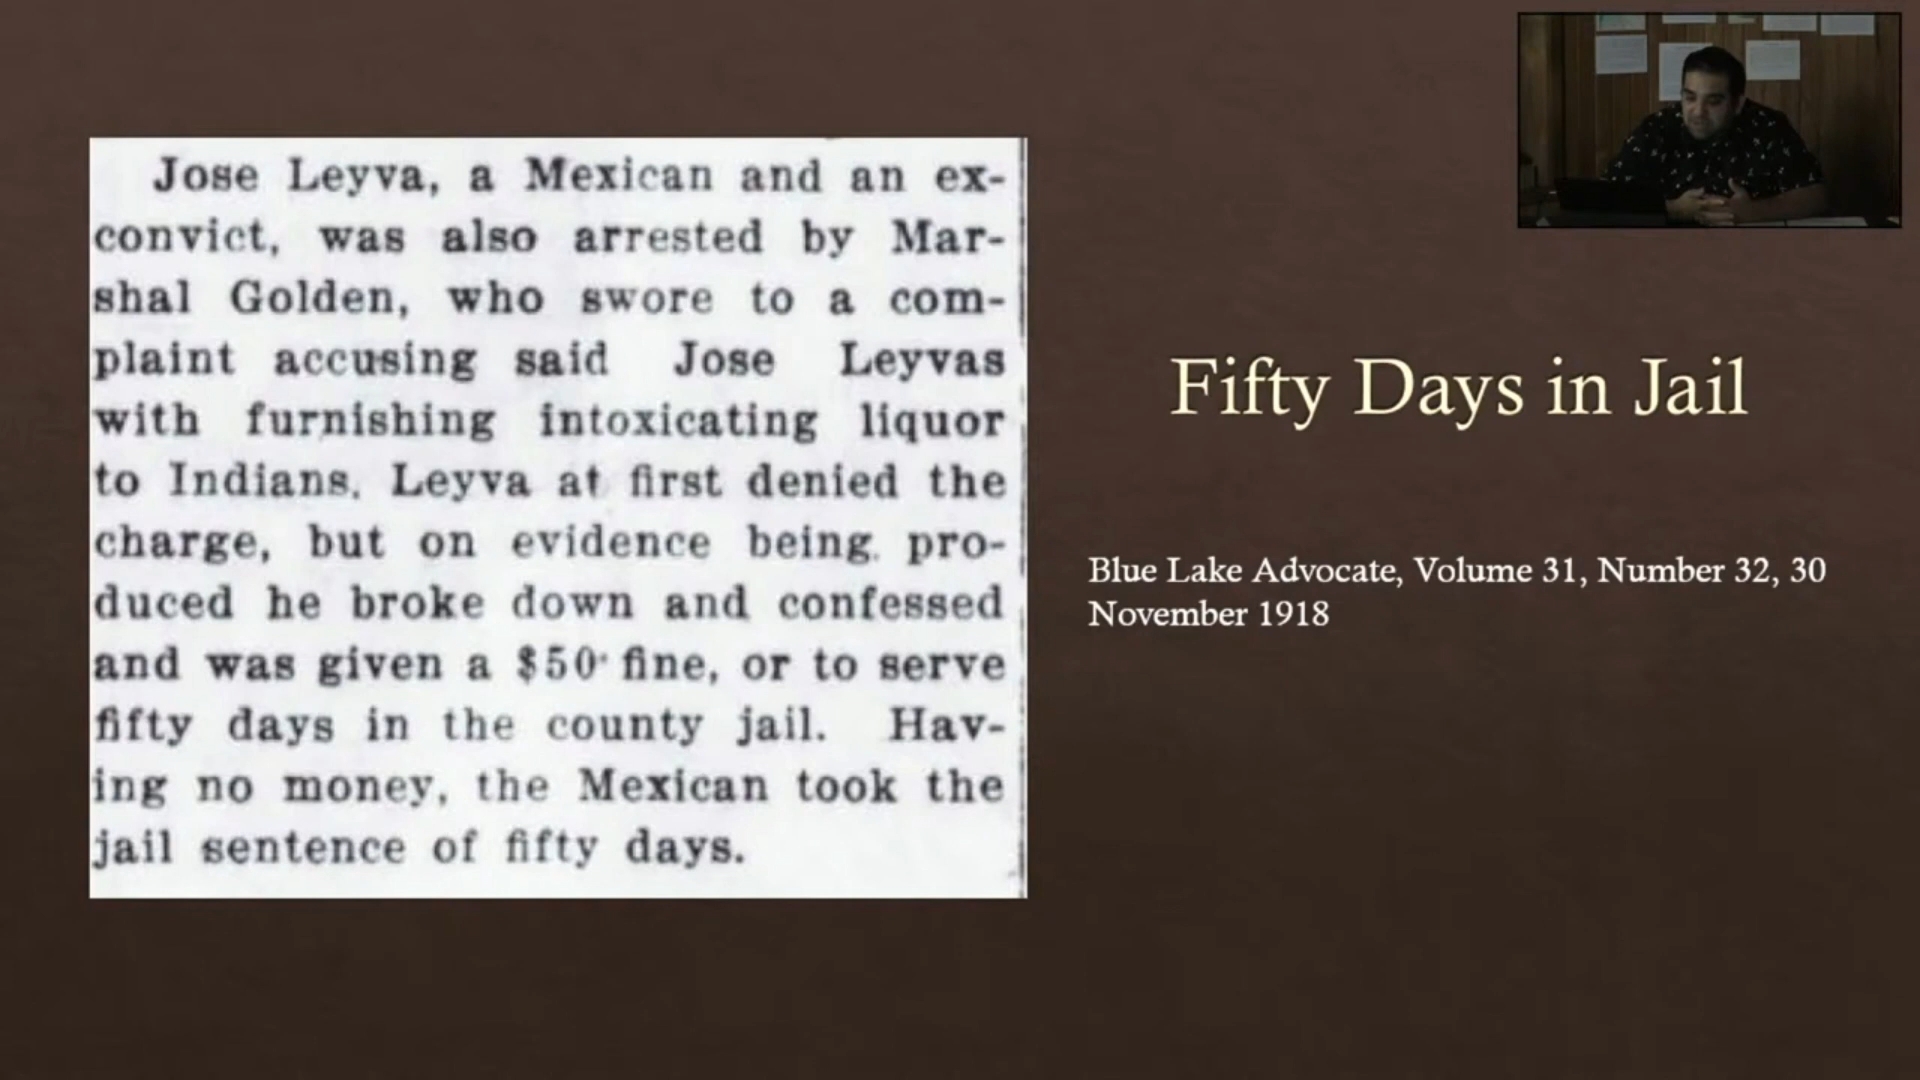 Jose Leyva, a Mexican and an ex-
convict, was also arrested by Mar-
shal Golden, who swore to a com-
plaint accusing said Jose Leyvas
with furnishing intoxicating liquor
to Indians. Leyva at first denied the
charge, but on evidence being pro-
duced he broke down and confessed
and was given a $50 fine, or to serve
fifty days in the county jail. Hav-
ing no money, the Mexican took the
jail sentence of fifty days.
Fifty Days in Jail
Blue Lake Advocate, Volume 31, Number 32, 30
November 1918